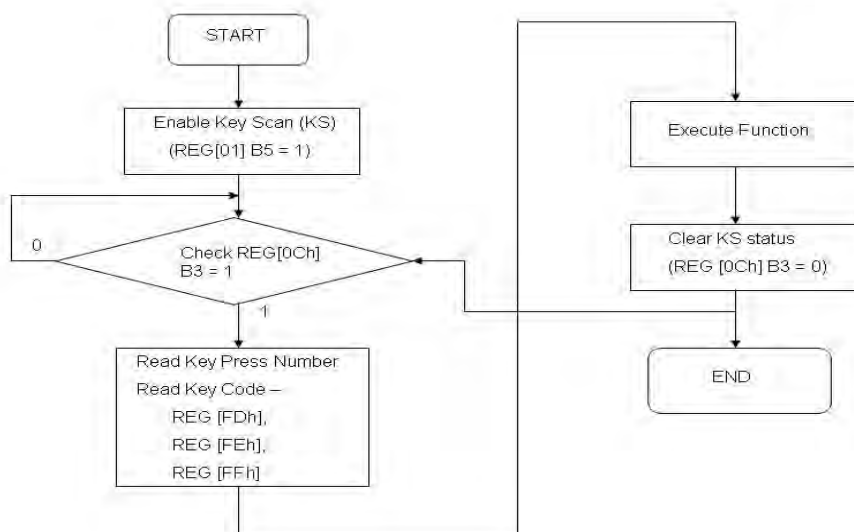 START
Enable Key Scan (KS)
(REG[01] B5 = 1)
0
Check REG[0Ch]
B3 = 1
1
Read Key Press Number
Read Key Code –
REG [FDh],
REG [FEh],
REG [FFh]
Execute Function
Clear KS status
(REG [0Ch] B3 = 0)
END